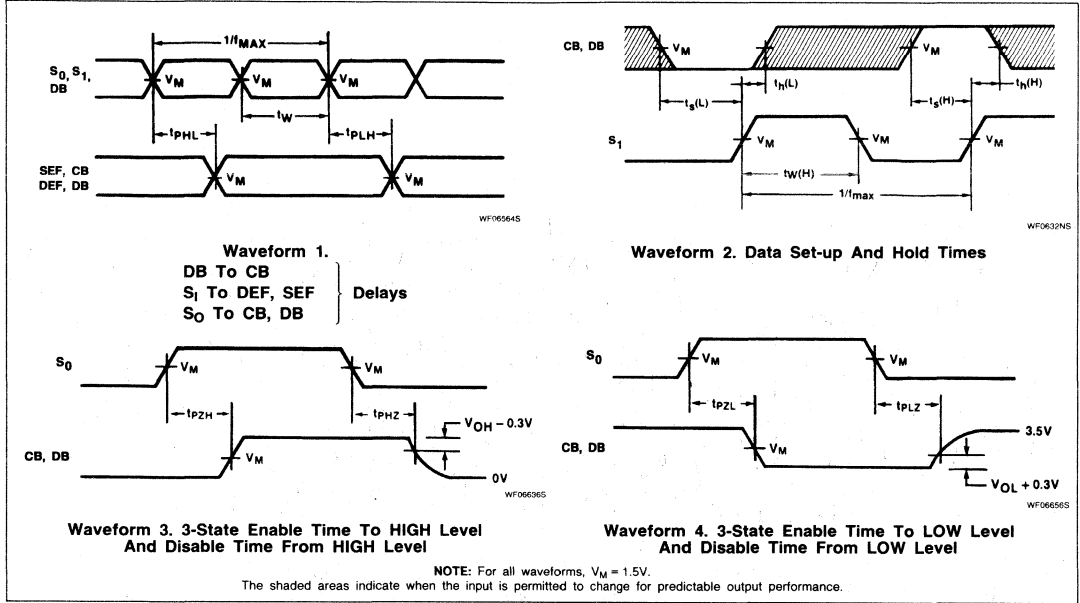 1/fMAX
S0, S1,
DB
VM VM VM
tW
tPHL tPLH
SEF, CB
DEF, DB
VM VM
WF06564S
Waveform 1.
DB To CB
SI To DEF, SEF
SO To CB, DB
Delays
CB, DB
VM VM
th(L) th(H)
ts(L) ts(H)
S1
VM VM VM
tW(H)
1/fmax
WF0632NS
Waveform 2. Data Set-up And Hold Times
S0
VM VM
tPZH tPHZ
VOH – 0.3V
CB, DB
VM
0V
WF06636S
Waveform 3. 3-State Enable Time To HIGH Level
And Disable Time From HIGH Level
S0
VM VM
tPZL tPLZ
3.5V
CB, DB
VM
VOL + 0.3V
WF06656S
Waveform 4. 3-State Enable Time To LOW Level
And Disable Time From LOW Level
NOTE: For all waveforms, VM = 1.5V.
The shaded areas indicate when the input is permitted to change for predictable output performance.